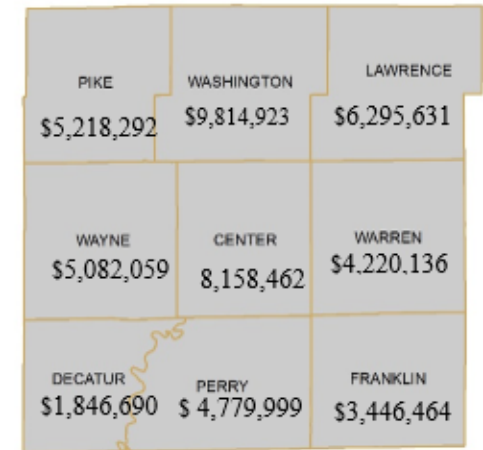 PIKE
$5,218,292
WASHINGTON
$9,814,923
LAWRENCE
$6,295,631
WAYNE
$5,082,059
CENTER
8,158,462
WARREN
$4,220,136
DECATUR
$1,846,690
PERRY
$ 4,779,999
FRANKLIN
$3,446,464